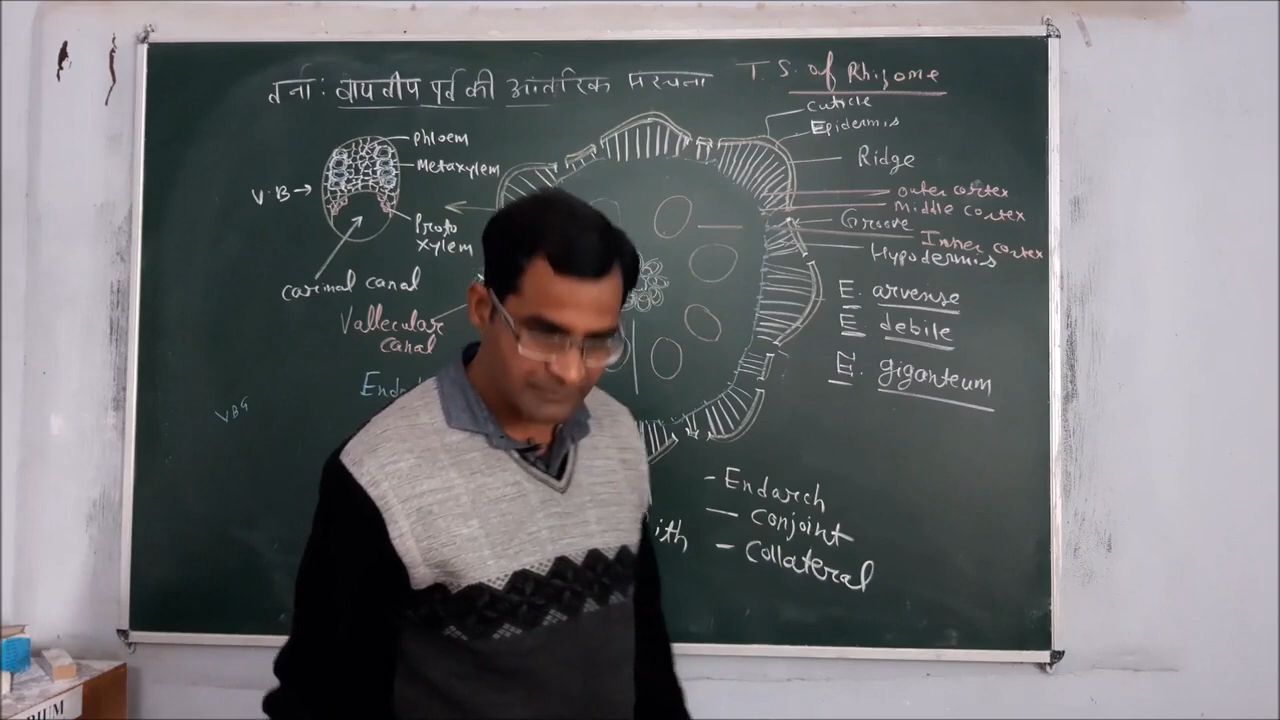 तना: वायवीय पर्व की आंतरिक संरचना
T. S. of Rhizome
Cuticle
Epidermis
Ridge
outer cortex
Middle cortex
Groove
Inner cortex
Hypodermis
Phloem
Metaxylem
V.B
Proto
xylem
carinal canal
Vallecular
canal
E. arvense
E. debile
E. giganteum
- Endarch
- Conjoint
- Collateral